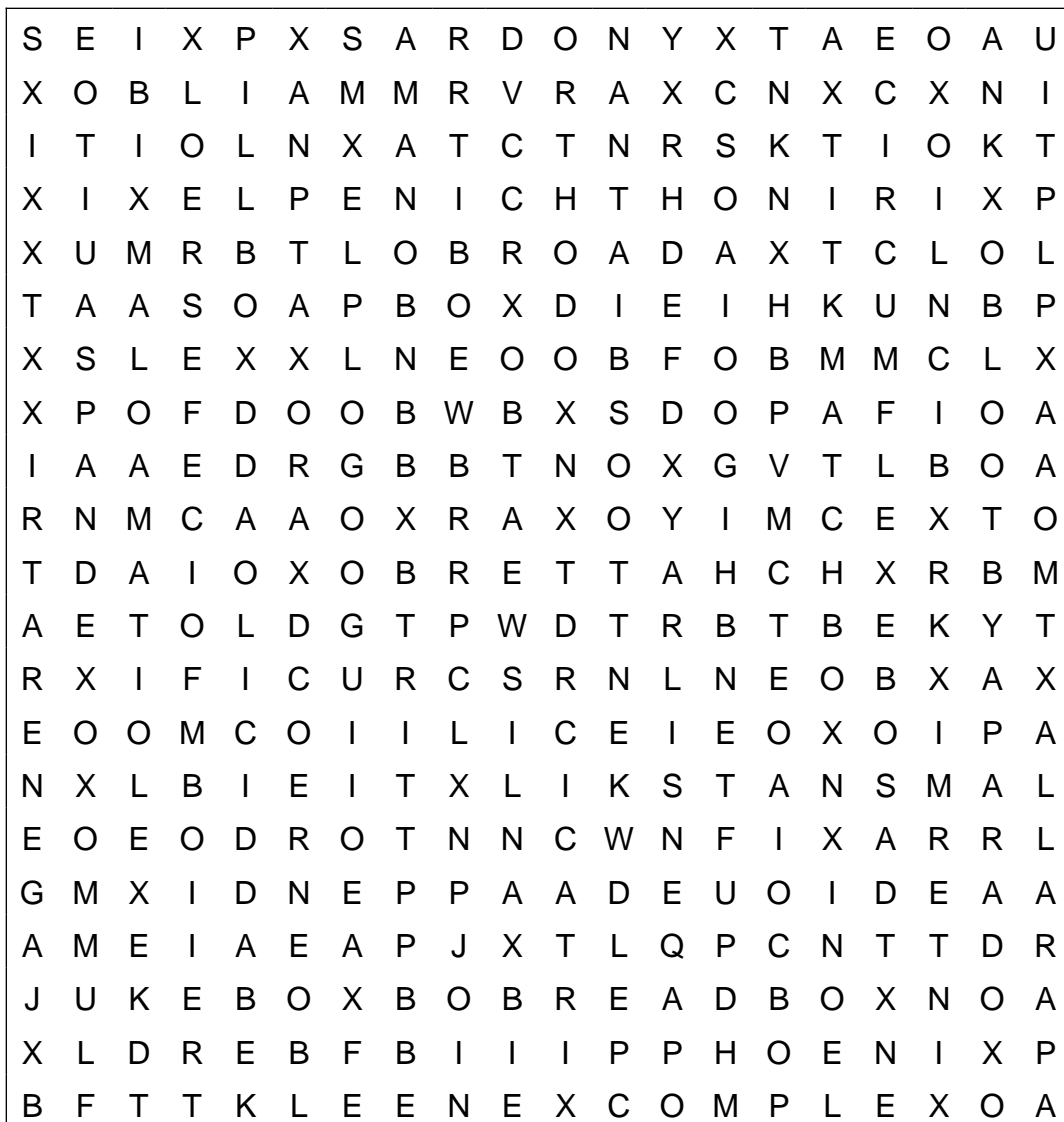 S E I X P X S A R D O N Y X T A E O A U
X O B L I A M M R V R A X C N X C X N I
I T I O L N X A T C T N R S K T I O K T
X I X E L P E N I C H T H O N I R I X P
X U M R B T L O B R O A D A X T C L O L
T A A S O A P B O X D I E I H K U N B P
X S L E X X L N E O O B F O B M M C L X
X P O F D O O B W B X S D O P A F I O A
I A A E D R G B B T N O X G V T L B O A
R N M C A A O X R A X O Y I M C E X T O
T D A I O X O B R E T T A H C H X R B M
A E T O L D G T P W D T R B T B E K Y T
R X I F I C U R C S R N L N E O B X A X
E O O M C O I I L I C E I E O X O I P A
N X L B I E I T X L I K S T A N S M A L
E O E O D R O T N N C W N F I X A R R L
G M X I D N E P P A A D E U O I D E A A
A M E I A E A P J X T L Q P C N T T D R
J U K E B O X B O B R E A D B O X N O A
X L D R E B F B I I I P P H O E N I X P
B F T T K L E E N E X C O M P L E X O A